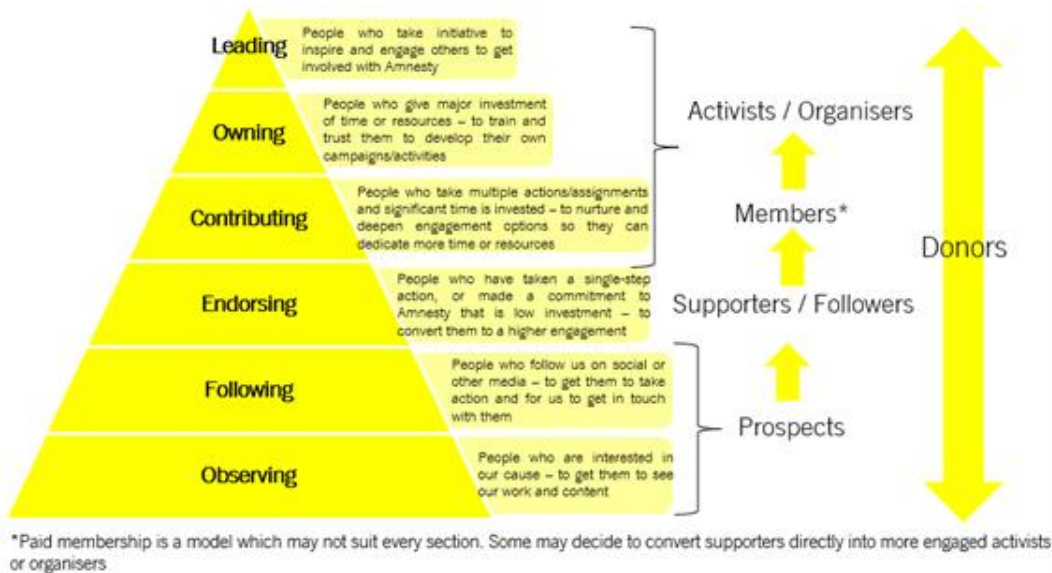 Leading
People who take initiative to
inspire and engage others to get
involved with Amnesty
Owning
People who give major investment
of time or resources – to train and
trust them to develop their own
campaigns/activities
Contributing
People who take multiple actions/assignments
and significant time is invested – to nurture and
deepen engagement options so they can
dedicate more time or resources
Endorsing
People who have taken a single-step
action, or made a commitment to
Amnesty that is low investment – to
convert them to a higher engagement
Following
People who follow us on social or
other media – to get them to take
action and for us to get in touch
with them
Observing
People who are interested in
our cause – to get them to see
our work and content
Activists / Organisers
Members*
Supporters / Followers
Prospects
Donors
*Paid membership is a model which may not suit every section. Some may decide to convert supporters directly into more engaged activists
or organisers